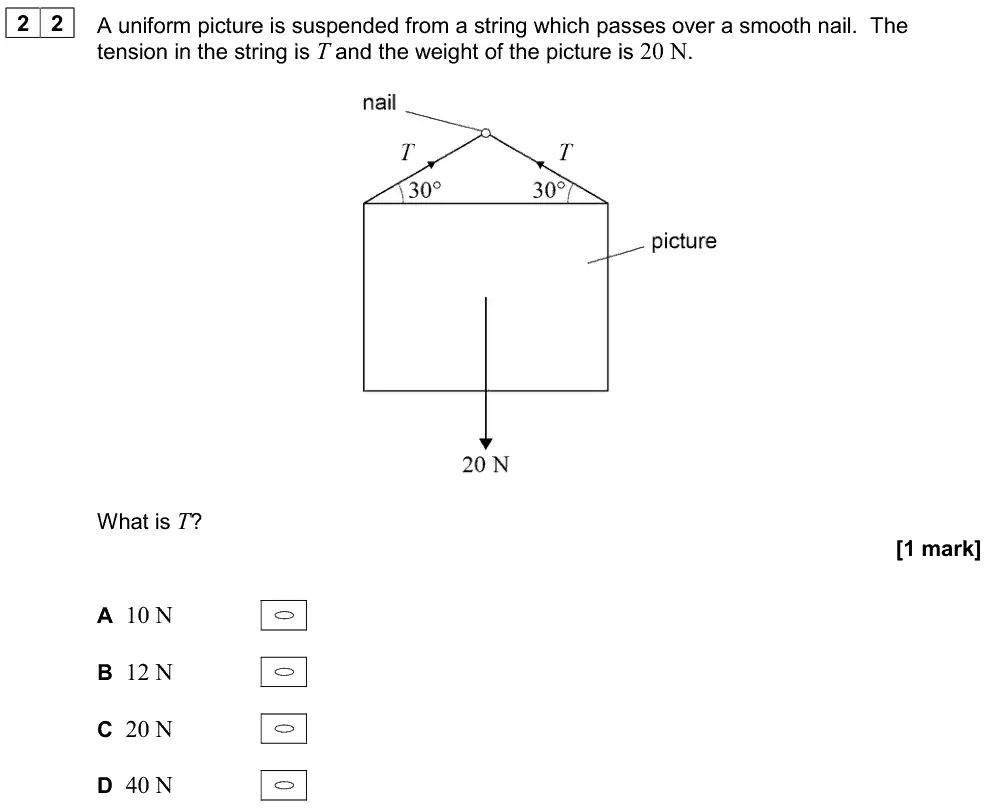 2 2 A uniform picture is suspended from a string which passes over a smooth nail. The
tension in the string is T and the weight of the picture is 20 N.
nail
T T
30° 30°
picture
20 N
What is T?
[1 mark]
A 10 N
B 12 N
C 20 N
D 40 N